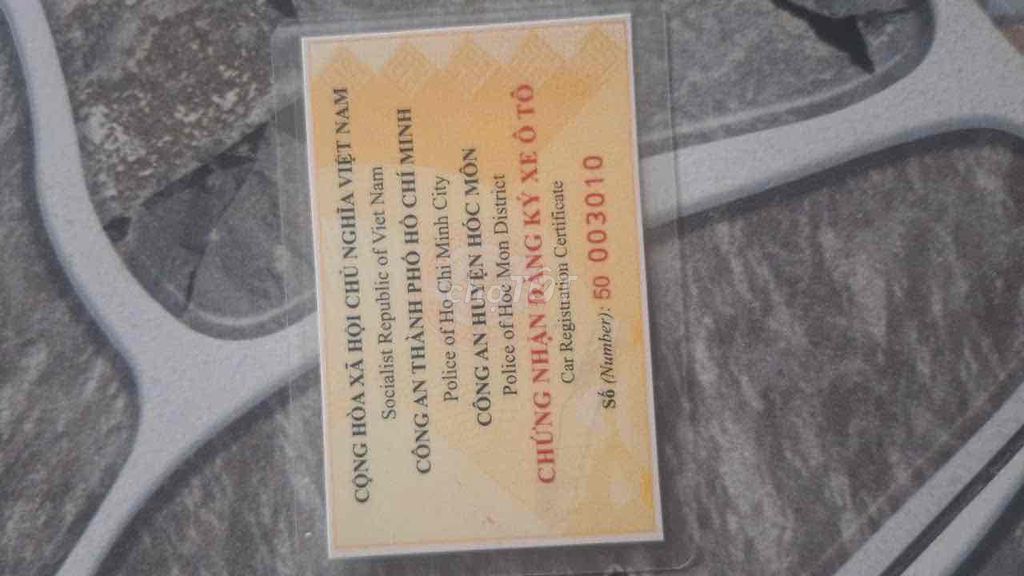 CỘNG HÒA XÃ HỘI CHỦ NGHĨA VIỆT NAM
Socialist Republic of Viet Nam
CÔNG AN THÀNH PHỐ HỒ CHÍ MINH
Police of Ho Chi Minh City
CÔNG AN HUYỆN HÓC MÔN
Police of Hoc Mon District
CHỨNG NHẬN ĐĂNG KÝ XE Ô TÔ
Car Registration Certificate
Số (Number): 50 003010
chợTỐT